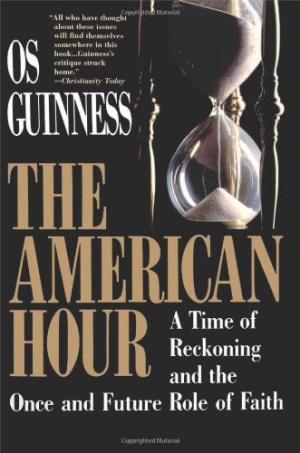 "All who have thought
about these issues
will find themselves
somewhere in this
book...Guinness's
critique struck
home."
—Christianity Today
OS
GUINNESS
THE
AMERICAN
HOUR
A Time of
Reckoning
and the
Once and Future Role of Faith